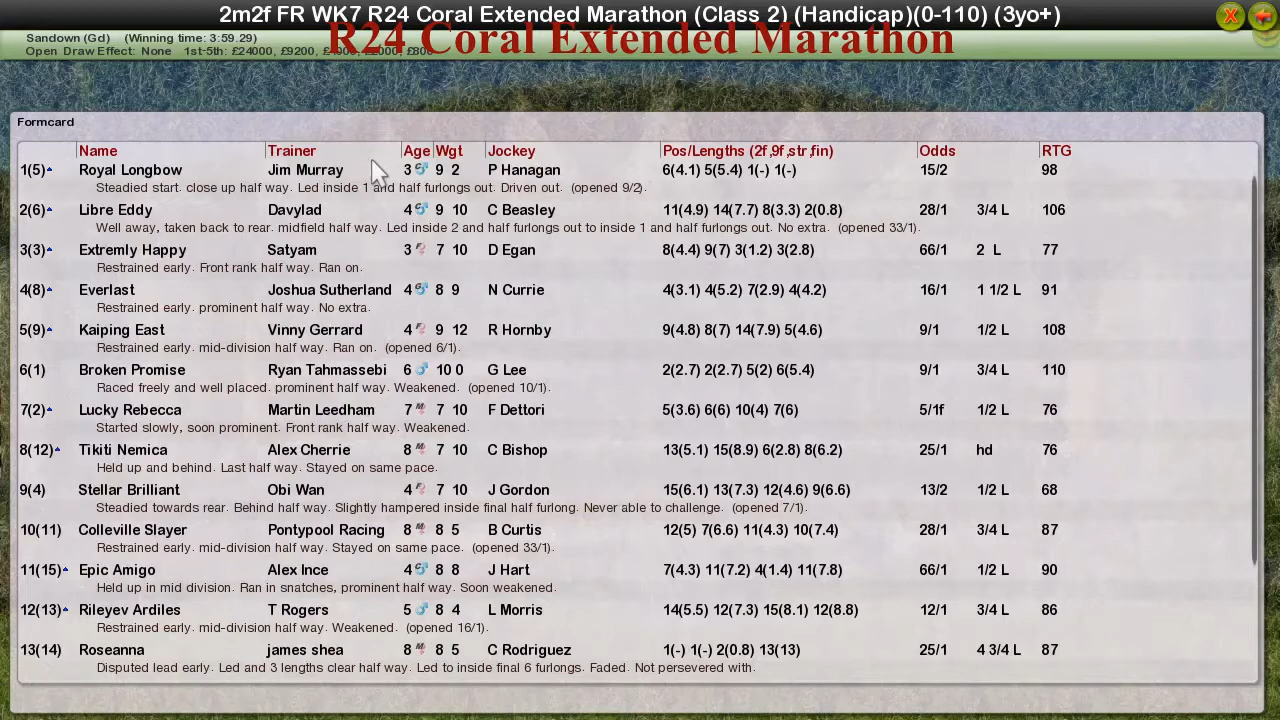 2m2f FR WK7 R24 Coral Extended Marathon (Class 2) (Handicap)(0-110) (3yo+)
R24 Coral Extended Marathon
Sandown (Gd) (Winning time: 3:59.29)
Open Draw Effect: None 1st-5th: £24000, £9200, £4000, £2000, £800
Formcard
Name Trainer Age Wgt Jockey Pos/Lengths (2f,9f,str,fin) Odds RTG
1(5) Royal Longbow Jim Murray 3 9 2 P Hanagan 6(4.1) 5(5.4) 1(-) 1(-) 15/2 98
Steadied start. close up half way. Led inside 1 and half furlongs out. Driven out. (opened 9/2).
2(6) Libre Eddy Davylad 4 9 10 C Beasley 11(4.9) 14(7.7) 8(3.3) 2(0.8) 28/1 3/4 L 106
Well away, taken back to rear. midfield half way. Led inside 2 and half furlongs out to inside 1 and half furlongs out. No extra. (opened 33/1).
3(3) Extremly Happy Satyam 3 7 10 D Egan 8(4.4) 9(7) 3(1.2) 3(2.8) 66/1 2 L 77
Restrained early. Front rank half way. Ran on.
4(8) Everlast Joshua Sutherland 4 8 9 N Currie 4(3.1) 4(5.2) 7(2.9) 4(4.2) 16/1 1 1/2 L 91
Restrained early. prominent half way. No extra.
5(9) Kaiping East Vinny Gerrard 4 9 12 R Hornby 9(4.8) 8(7) 14(7.9) 5(4.6) 9/1 1/2 L 108
Restrained early. mid-division half way. Ran on. (opened 6/1).
6(1) Broken Promise Ryan Tahmassebi 6 10 0 G Lee 2(2.7) 2(2.7) 5(2) 6(5.4) 9/1 3/4 L 110
Raced freely and well placed. prominent half way. Weakened. (opened 10/1).
7(2) Lucky Rebecca Martin Leedham 7 7 10 F Dettori 5(3.6) 6(6) 10(4) 7(6) 5/1f 1/2 L 76
Started slowly, soon prominent. Front rank half way. Weakened.
8(12) Tikiti Nemica Alex Cherrie 8 7 10 C Bishop 13(5.1) 15(8.9) 6(2.8) 8(6.2) 25/1 hd 76
Held up and behind. Last half way. Stayed on same pace.
9(4) Stellar Brilliant Obi Wan 4 7 10 J Gordon 15(6.1) 13(7.3) 12(4.6) 9(6.6) 13/2 1/2 L 68
Steadied towards rear. Behind half way. Slightly hampered inside final half furlong. Never able to challenge. (opened 7/1).
10(11) Colleville Slayer Pontypool Racing 8 8 5 B Curtis 12(5) 7(6.6) 11(4.3) 10(7.4) 28/1 3/4 L 87
Restrained early. mid-division half way. Stayed on same pace. (opened 33/1).
11(15) Epic Amigo Alex Ince 4 8 8 J Hart 7(4.3) 11(7.2) 4(1.4) 11(7.8) 66/1 1/2 L 90
Held up in mid division. Ran in snatches, prominent half way. Soon weakened.
12(13) Rileyev Ardiles T Rogers 5 8 4 L Morris 14(5.5) 12(7.3) 15(8.1) 12(8.8) 12/1 3/4 L 86
Restrained early. mid-division half way. Weakened. (opened 16/1).
13(14) Roseanna james shea 8 8 5 C Rodriguez 1(-) 1(-) 2(0.8) 13(13) 25/1 4 3/4 L 87
Disputed lead early. Led and 3 lengths clear half way. Led to inside final 6 furlongs. Faded. Not persevered with.